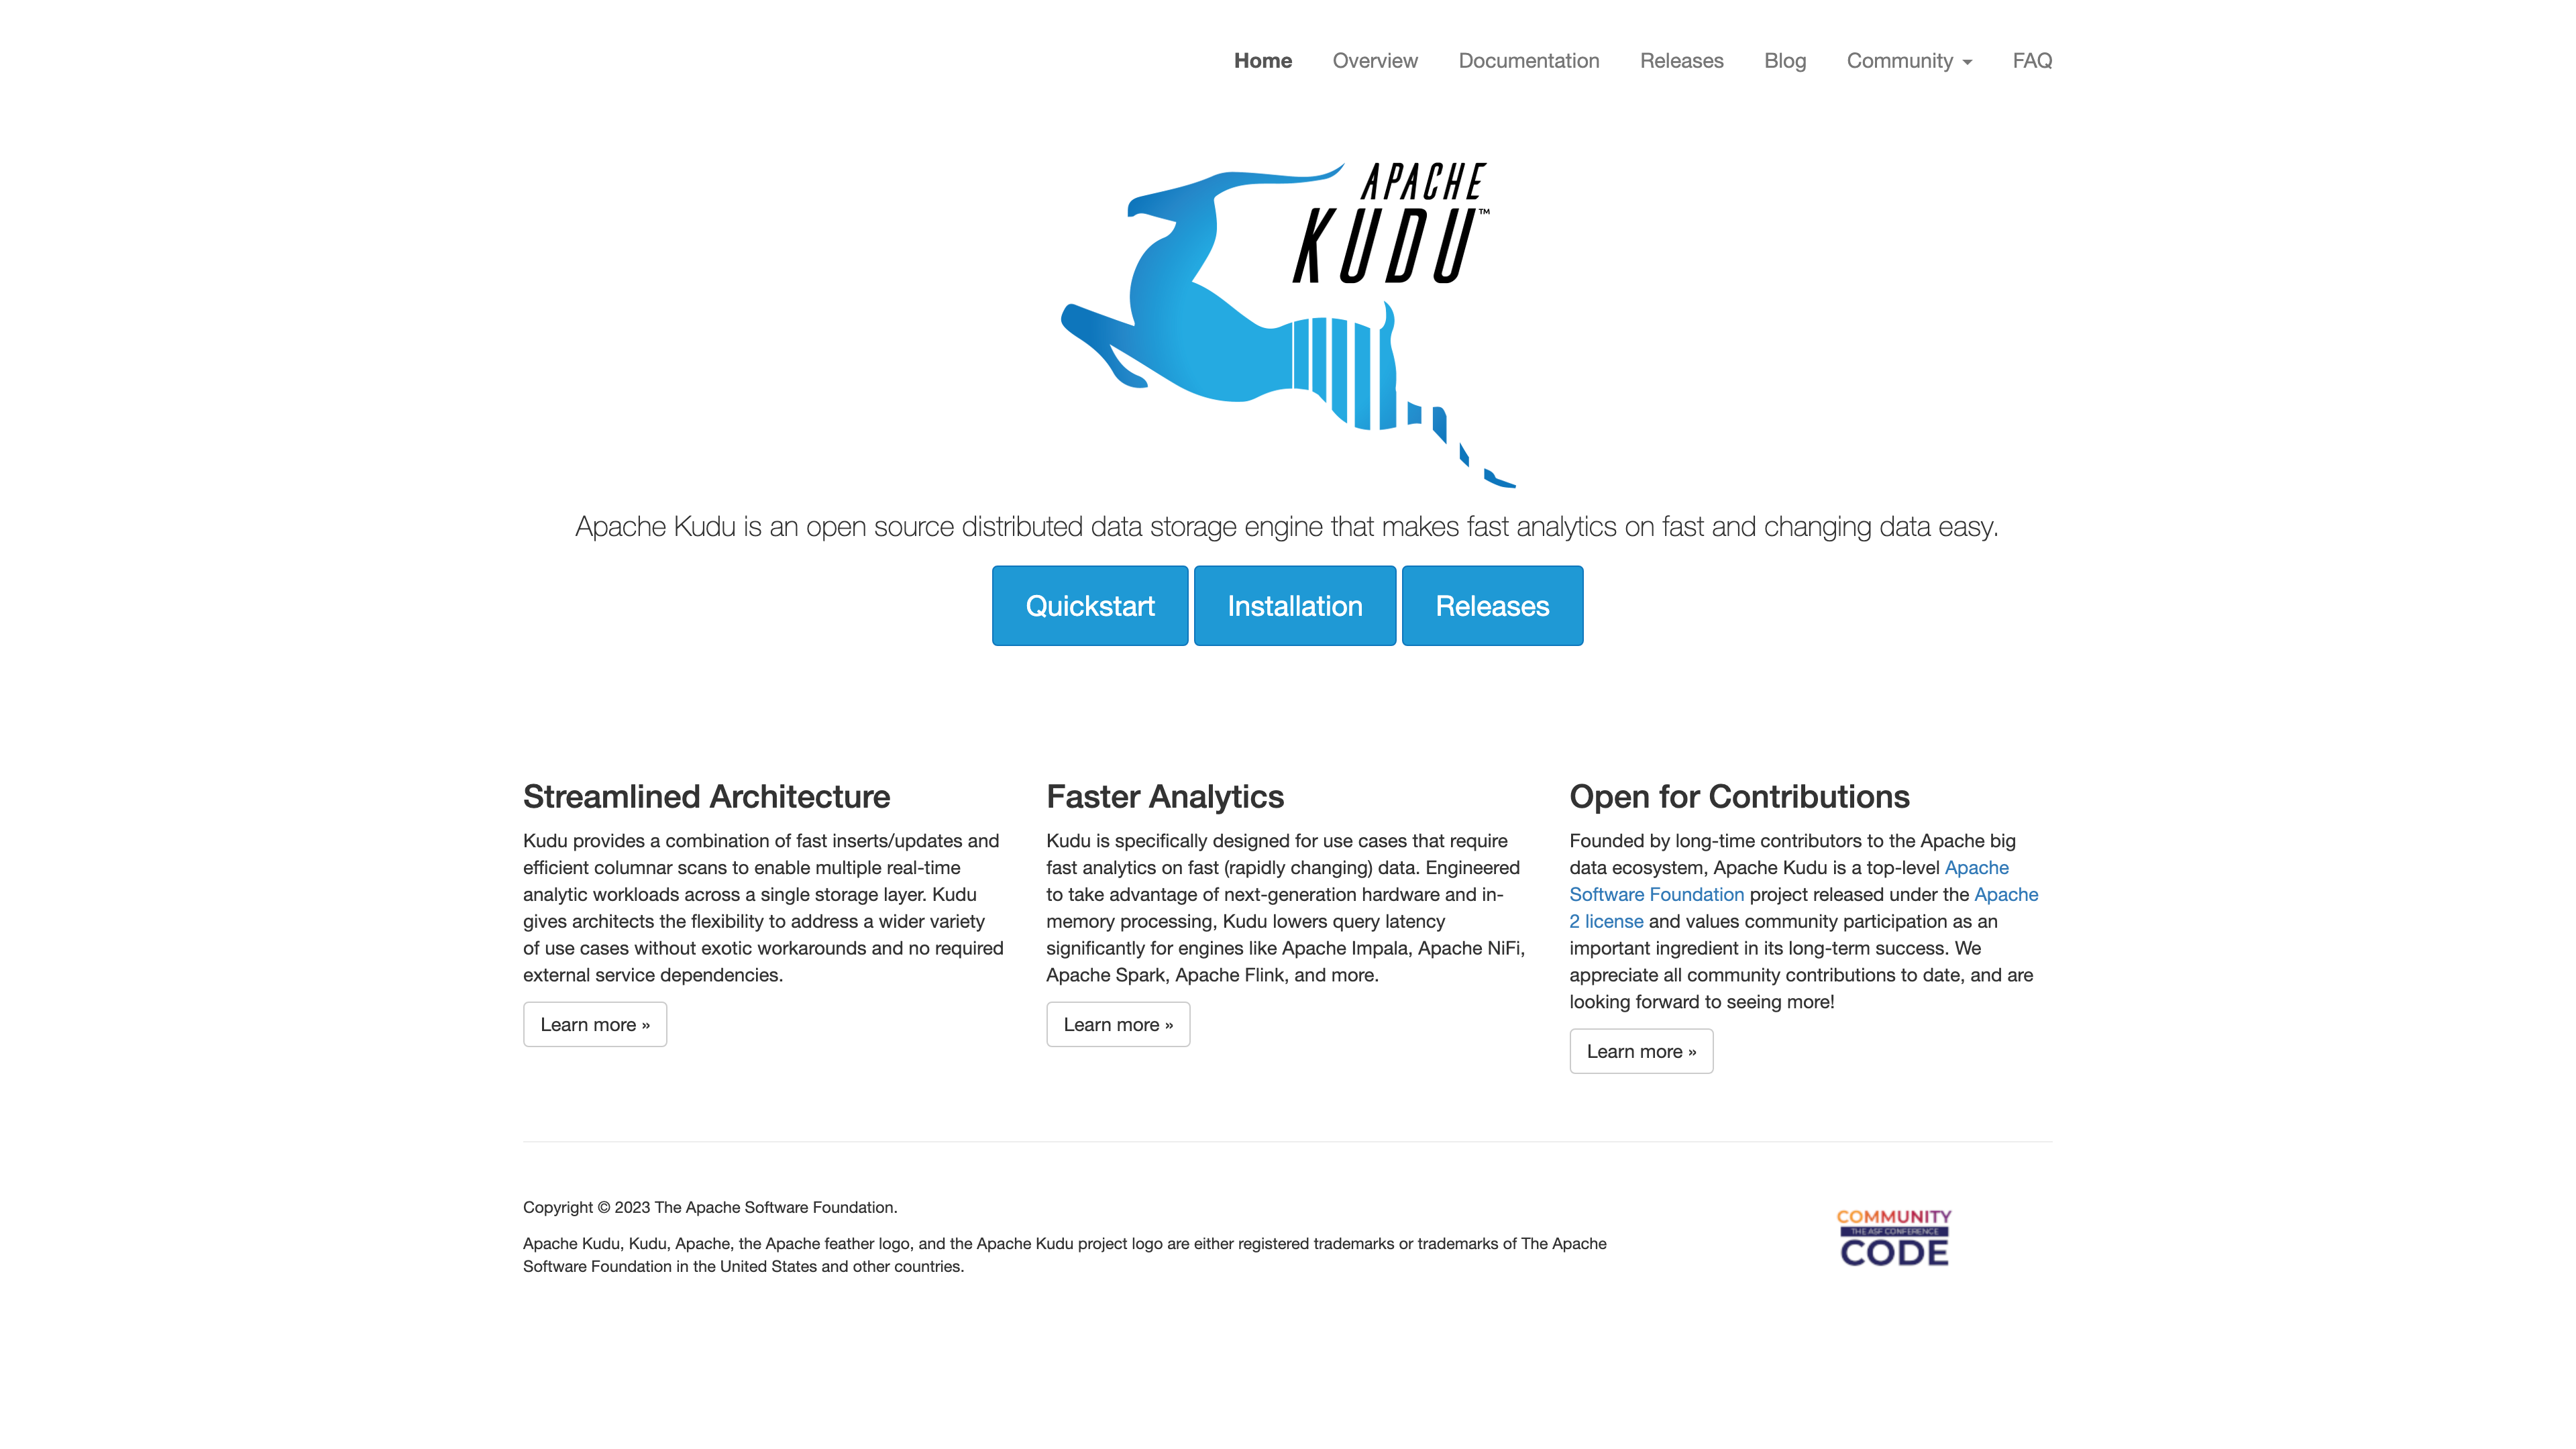 Home Overview Documentation Releases Blog Community FAQ
APACHE
KUDU™
Apache Kudu is an open source distributed data storage engine that makes fast analytics on fast and changing data easy.
Quickstart Installation Releases
Streamlined Architecture
Kudu provides a combination of fast inserts/updates and
efficient columnar scans to enable multiple real-time
analytic workloads across a single storage layer. Kudu
gives architects the flexibility to address a wider variety
of use cases without exotic workarounds and no required
external service dependencies.
Learn more »
Faster Analytics
Kudu is specifically designed for use cases that require
fast analytics on fast (rapidly changing) data. Engineered
to take advantage of next-generation hardware and in-
memory processing, Kudu lowers query latency
significantly for engines like Apache Impala, Apache NiFi,
Apache Spark, Apache Flink, and more.
Learn more »
Open for Contributions
Founded by long-time contributors to the Apache big
data ecosystem, Apache Kudu is a top-level Apache
Software Foundation project released under the Apache
2 license and values community participation as an
important ingredient in its long-term success. We
appreciate all community contributions to date, and are
looking forward to seeing more!
Learn more »
Copyright © 2023 The Apache Software Foundation.
Apache Kudu, Kudu, Apache, the Apache feather logo, and the Apache Kudu project logo are either registered trademarks or trademarks of The Apache
Software Foundation in the United States and other countries.
COMMUNITY
THE ASF CONFERENCE
CODE